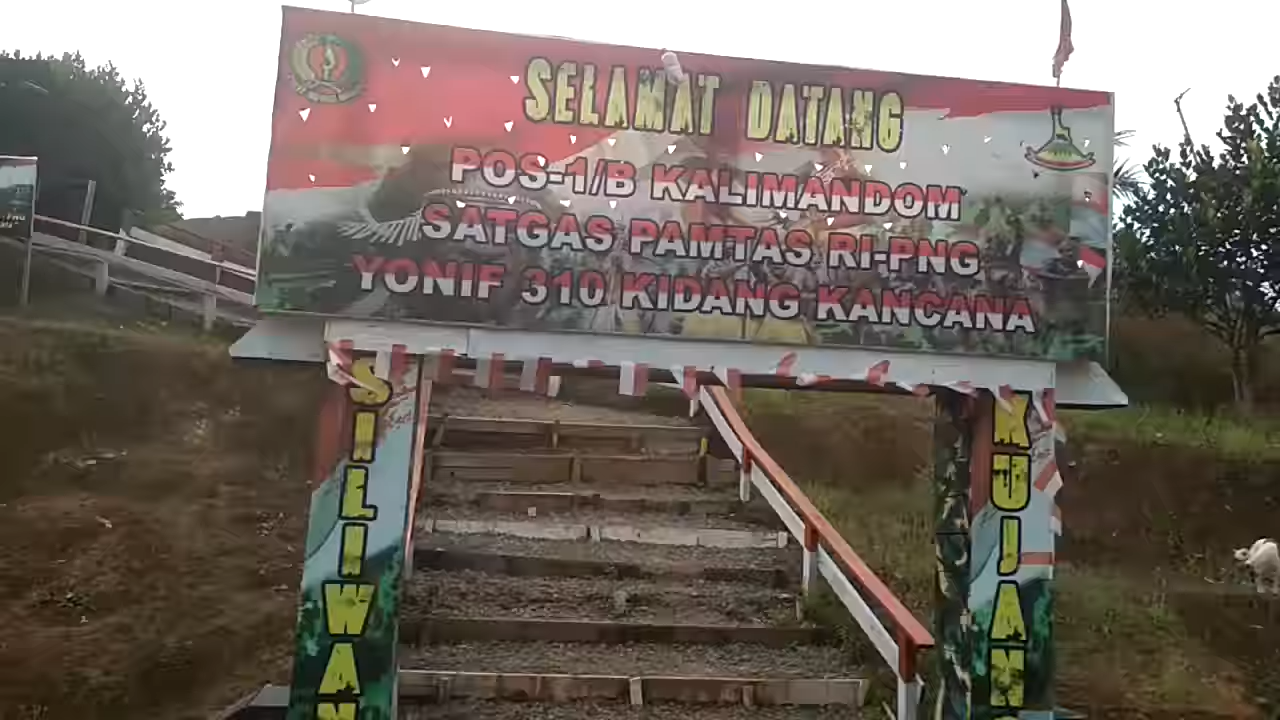 SELAMAT DATANG
POS-1/B KALIMANDOM
SATGAS PAMTAS RI-PNG
YONIF 310 KIDANG KANCANA
SILIWAN
MUJAN